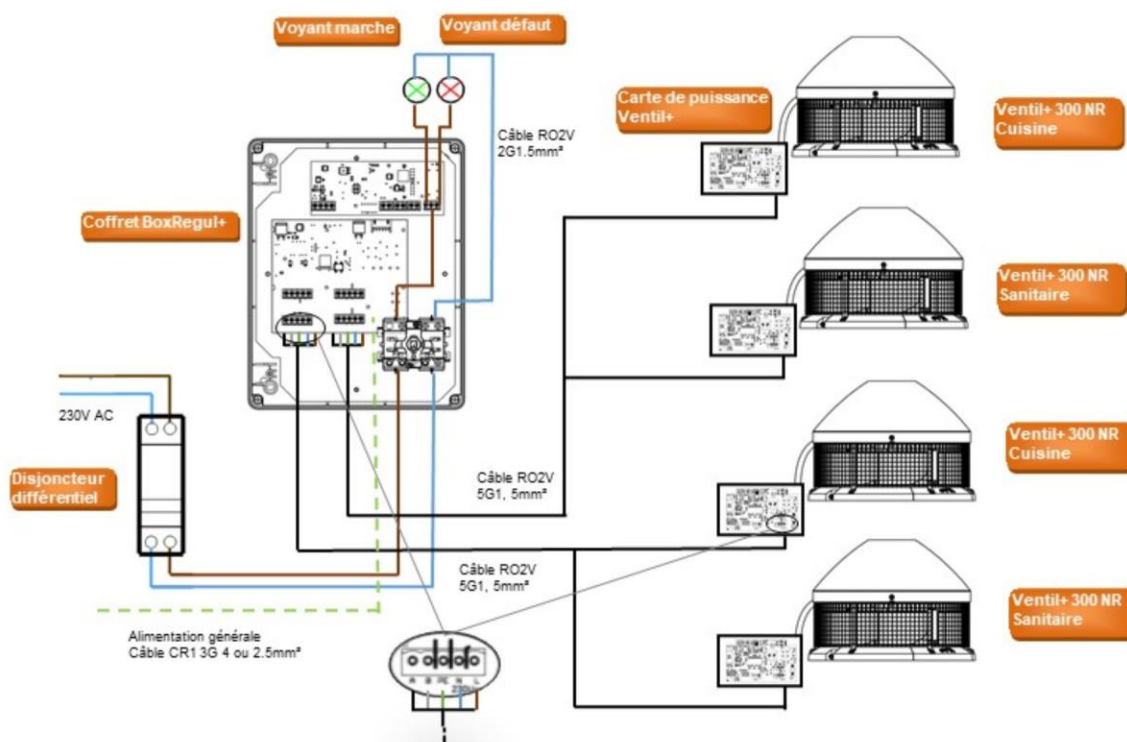 Voyant marche
Voyant défaut
Carte de puissance
Ventil+
Ventil+ 300 NR
Cuisine
Câble RO2V
2G1.5mm²
Coffret BoxRegul+
Ventil+ 300 NR
Sanitaire
230V AC
Disjoncteur
différentiel
Câble RO2V
5G1, 5mm²
Ventil+ 300 NR
Cuisine
Câble RO2V
5G1, 5mm²
Ventil+ 300 NR
Sanitaire
Alimentation générale
Câble CR1 3G 4 ou 2.5mm²
A B PE N L